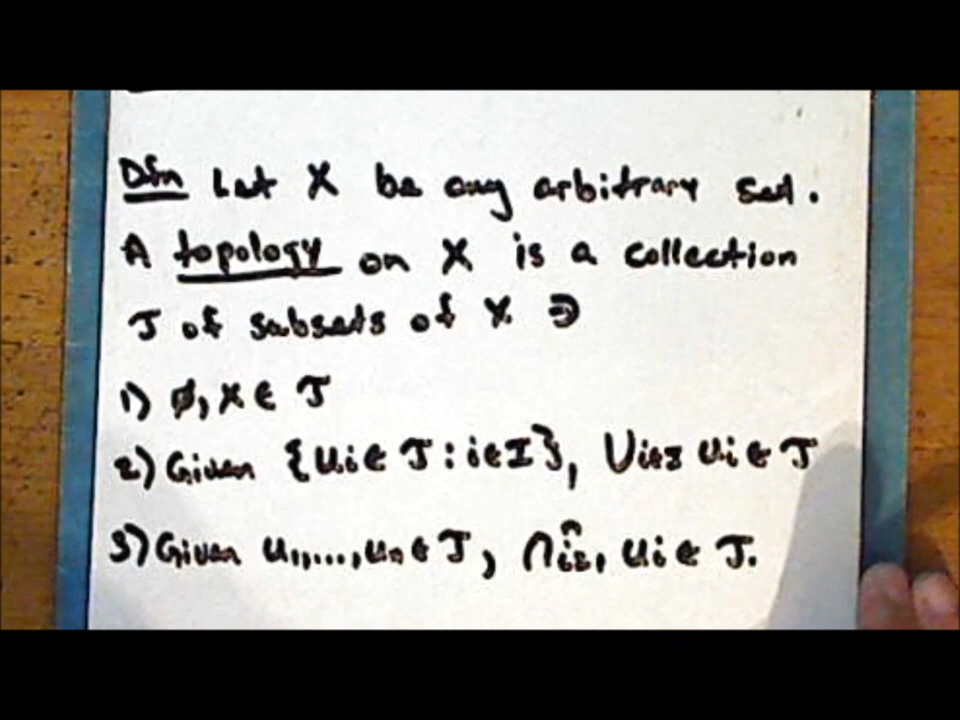 Dfn Let X be any arbitrary set.
A topology on X is a collection
J of subsets of X ∋
1) ∅, X ∈ J
2) Given {Ui ∈ J : i ∈ I}, ⋃i∈I Ui ∈ J
3) Given U1,...,Un ∈ J, ⋂ⁿi=1 Ui ∈ J.